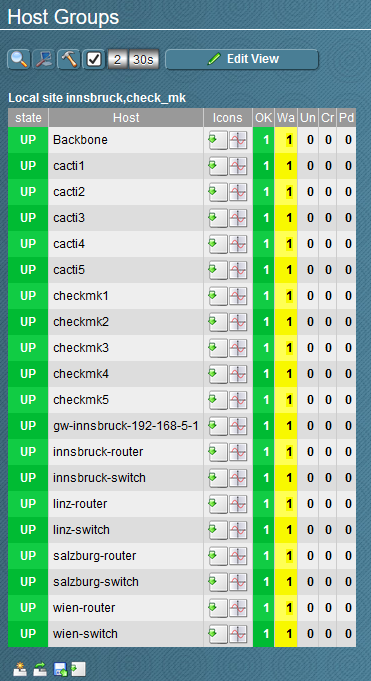 Host Groups
2 30s Edit View
Local site innsbruck,check_mk
state Host Icons OK Wa Un Cr Pd
UP Backbone 1 1 0 0 0
UP cacti1 1 1 0 0 0
UP cacti2 1 1 0 0 0
UP cacti3 1 1 0 0 0
UP cacti4 1 1 0 0 0
UP cacti5 1 1 0 0 0
UP checkmk1 1 1 0 0 0
UP checkmk2 1 1 0 0 0
UP checkmk3 1 1 0 0 0
UP checkmk4 1 1 0 0 0
UP checkmk5 1 1 0 0 0
UP gw-innsbruck-192-168-5-1 1 1 0 0 0
UP innsbruck-router 1 1 0 0 0
UP innsbruck-switch 1 1 0 0 0
UP linz-router 1 1 0 0 0
UP linz-switch 1 1 0 0 0
UP salzburg-router 1 1 0 0 0
UP salzburg-switch 1 1 0 0 0
UP wien-router 1 1 0 0 0
UP wien-switch 1 1 0 0 0